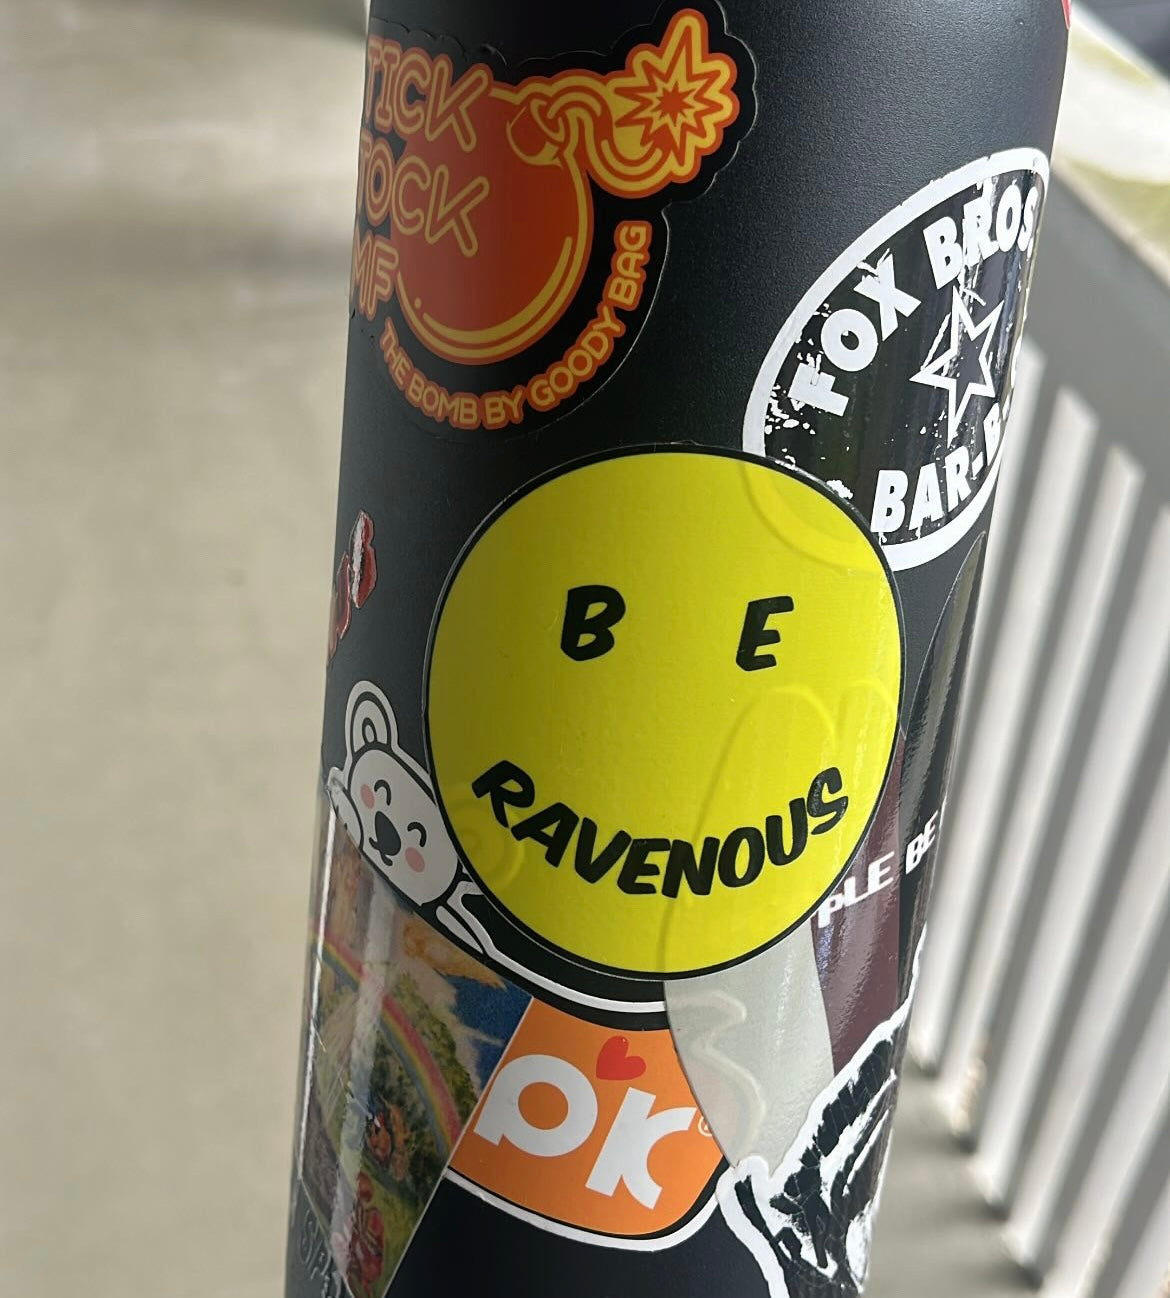 TICK
TOCK
MF
THE BOMB BY GOODY BAG
FOX BROS.
BAR-B-
B E
RAVENOUS
PLE BE
pk